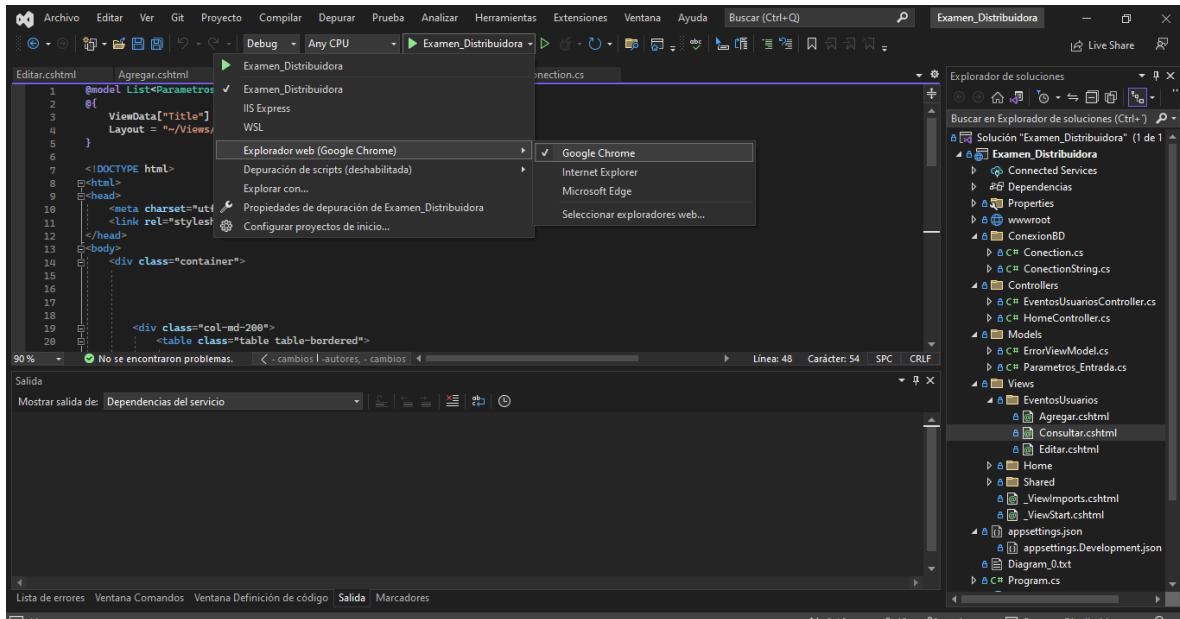 Archivo Editar Ver Git Proyecto Compilar Depurar Prueba Analizar Herramientas Extensiones Ventana Ayuda Buscar (Ctrl+Q) Examen_Distribuidora
Debug Any CPU Examen_Distribuidora Live Share
Editar.cshtml Agregar.cshtml nection.cs
Examen_Distribuidora
Examen_Distribuidora
IIS Express
WSL
Explorador web (Google Chrome)
Depuración de scripts (deshabilitada)
Explorar con...
Propiedades de depuración de Examen_Distribuidora
Configurar proyectos de inicio...
Google Chrome
Internet Explorer
Microsoft Edge
Seleccionar exploradores web...
1 @model List<Parametros
2 @{
3 ViewData["Title"]
4 Layout = "~/Views/
5 }
6
7 <!DOCTYPE html>
8 <html>
9 <head>
10 <meta charset="utf
11 <link rel="stylesh
12 </head>
13 <body>
14 <div class="container">
15
16
17
18
19 <div class="col-md-200">
20 <table class="table table-bordered">
90 % No se encontraron problemas. - cambios | -autores, - cambios Línea: 48 Carácter: 54 SPC CRLF
Salida
Mostrar salida de: Dependencias del servicio
Lista de errores Ventana Comandos Ventana Definición de código Salida Marcadores
Explorador de soluciones
Buscar en Explorador de soluciones (Ctrl+´)
Solución "Examen_Distribuidora" (1 de 1
Examen_Distribuidora
Connected Services
Dependencias
Properties
wwwroot
ConexionBD
C# Conection.cs
C# ConectionString.cs
Controllers
C# EventosUsuariosController.cs
C# HomeController.cs
Models
C# ErrorViewModel.cs
C# Parametros_Entrada.cs
Views
EventosUsuarios
Agregar.cshtml
Consultar.cshtml
Editar.cshtml
Home
Shared
_ViewImports.cshtml
_ViewStart.cshtml
appsettings.json
appsettings.Development.json
Diagram_0.txt
C# Program.cs